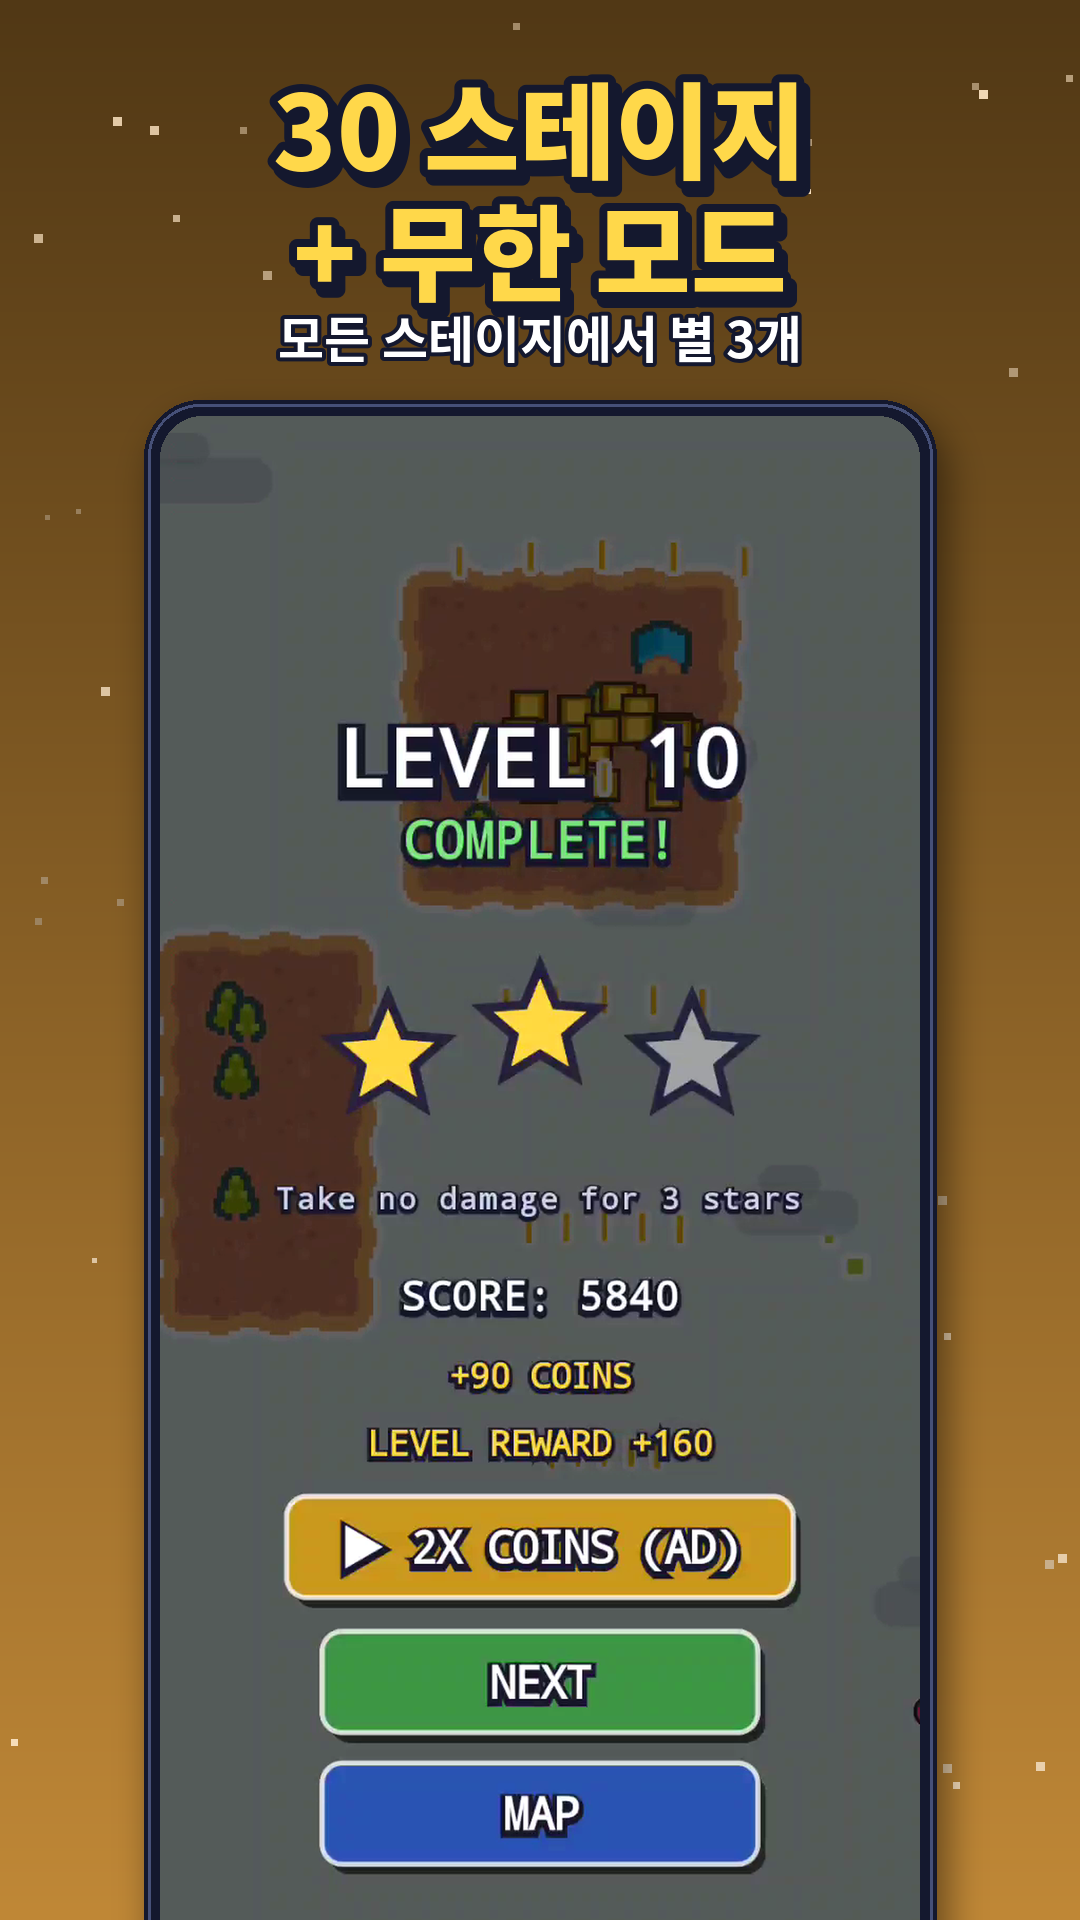 30 스테이지
+ 무한 모드
모든 스테이지에서 별 3개
LEVEL 10
COMPLETE!
Take no damage for 3 stars
SCORE: 5840
+90 COINS
LEVEL REWARD +160
2X COINS (AD)
NEXT
MAP